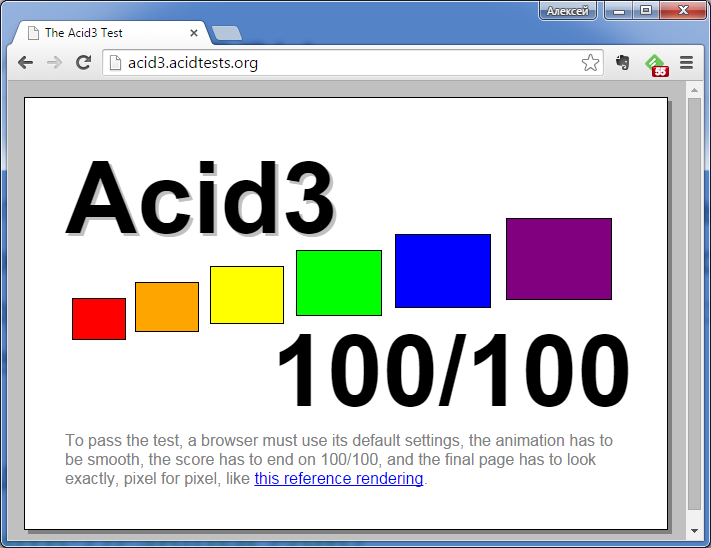 Алексей
The Acid3 Test
acid3.acidtests.org
55
Acid3
100/100
To pass the test, a browser must use its default settings, the animation has to
be smooth, the score has to end on 100/100, and the final page has to look
exactly, pixel for pixel, like this reference rendering.